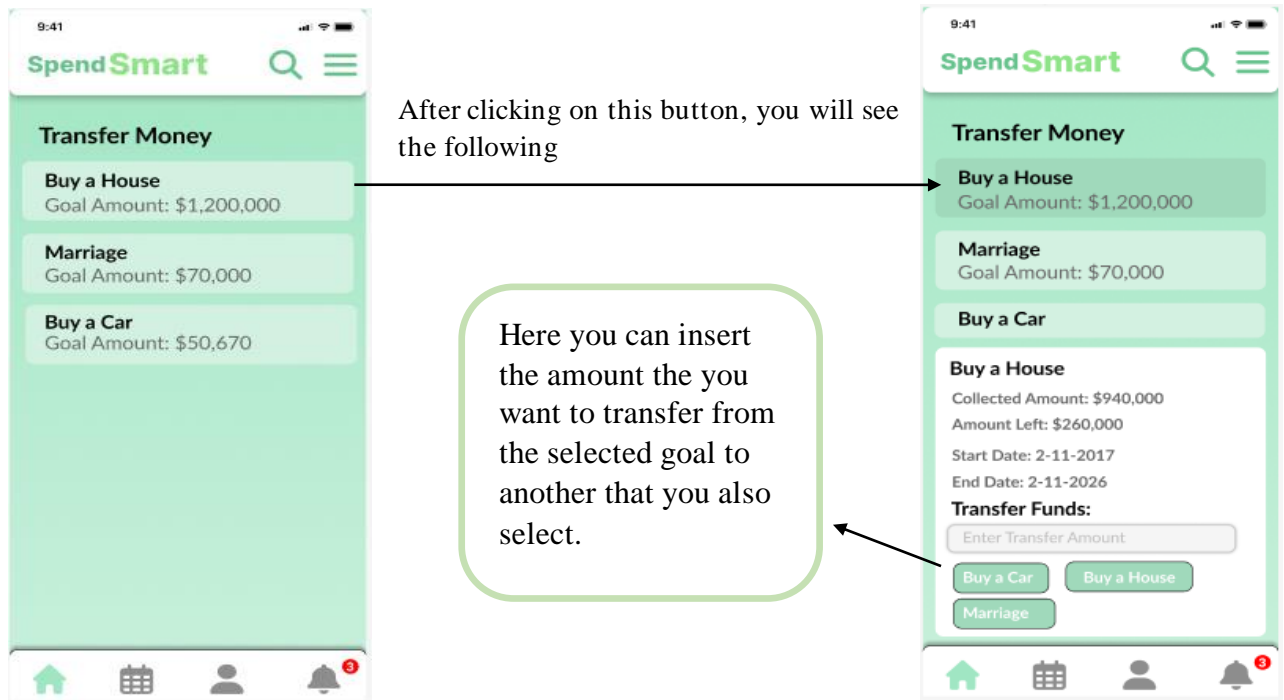 9:41
SpendSmart
Transfer Money
Buy a House
Goal Amount: $1,200,000
Marriage
Goal Amount: $70,000
Buy a Car
Goal Amount: $50,670
3
After clicking on this button, you will see
the following
Here you can insert
the amount the you
want to transfer from
the selected goal to
another that you also
select.
9:41
SpendSmart
Transfer Money
Buy a House
Goal Amount: $1,200,000
Marriage
Goal Amount: $70,000
Buy a Car
Buy a House
Collected Amount: $940,000
Amount Left: $260,000
Start Date: 2-11-2017
End Date: 2-11-2026
Transfer Funds:
Enter Transfer Amount
Buy a Car Buy a House
Marriage
3